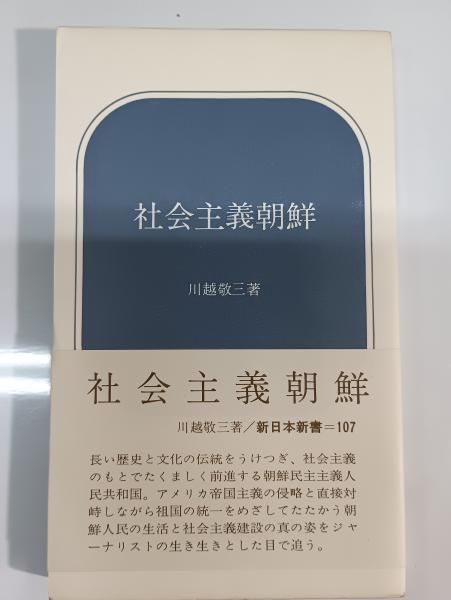 社会主義朝鮮
川越敬三著
社会主義朝鮮
川越敬三著/新日本新書=107
長い歴史と文化の伝統をうけつぎ、社会主義
のもとでたくましく前進する朝鮮民主主義人
民共和国。アメリカ帝国主義の侵略と直接対
峙しながら祖国の統一をめざしてたたかう朝
鮮人民の生活と社会主義建設の真の姿をジャ
ーナリストの生き生きとした目で追う。